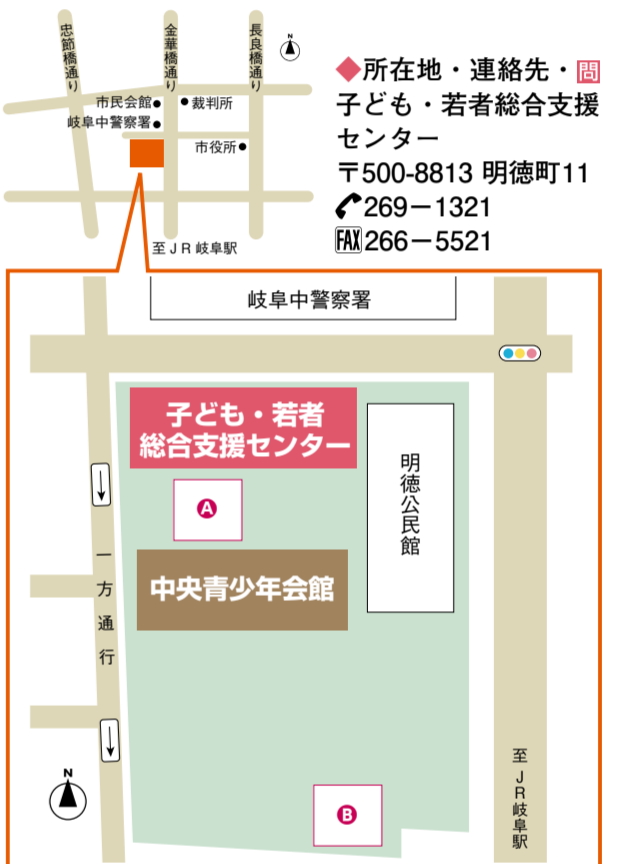 忠節橋通り
金華橋通り
長良橋通り
N
市民会館
裁判所
岐阜中警察署
市役所
至JR岐阜駅
◆所在地・連絡先・問
子ども・若者総合支援
センター
〒500-8813 明徳町11
269−1321
FAX266−5521
岐阜中警察署
子ども・若者
総合支援センター
明徳公民館
A
中央青少年会館
一方通行
B
N
至JR岐阜駅